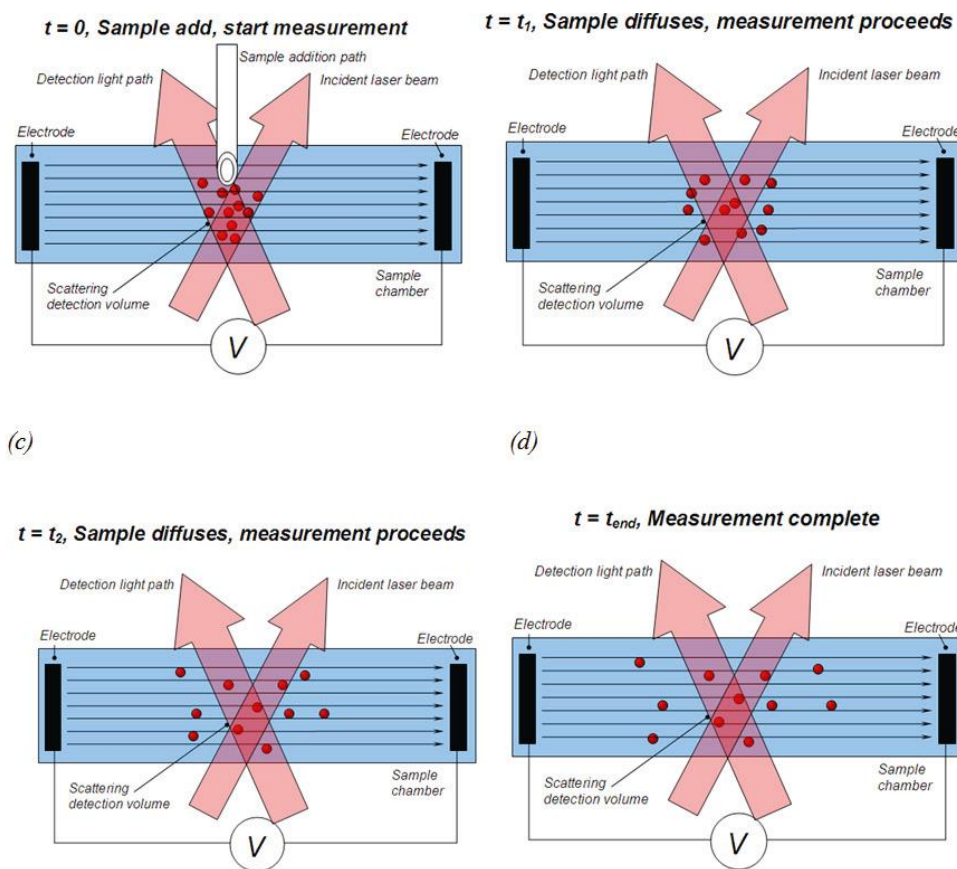 t = 0, Sample add, start measurement
Sample addition path
Detection light path
Incident laser beam
Electrode
Electrode
Scattering
detection volume
Sample
chamber
V
t = t1, Sample diffuses, measurement proceeds
Detection light path
Incident laser beam
Electrode
Electrode
Scattering
detection volume
Sample
chamber
V
(c)
(d)
t = t2, Sample diffuses, measurement proceeds
Detection light path
Incident laser beam
Electrode
Electrode
Scattering
detection volume
Sample
chamber
V
t = tend, Measurement complete
Detection light path
Incident laser beam
Electrode
Electrode
Scattering
detection volume
Sample
chamber
V